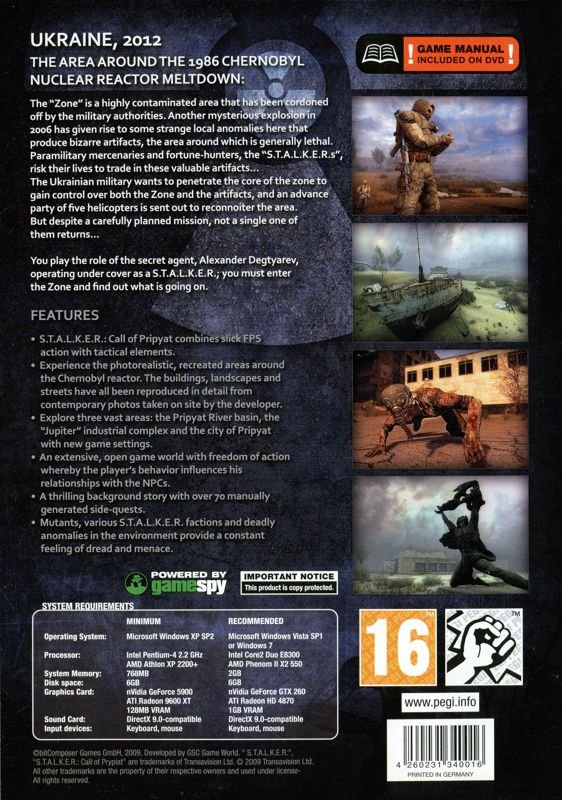 UKRAINE, 2012
THE AREA AROUND THE 1986 CHERNOBYL
NUCLEAR REACTOR MELTDOWN:
GAME MANUAL
INCLUDED ON DVD
The "Zone" is a highly contaminated area that has been cordoned
off by the military authorities. Another mysterious explosion in
2006 has given rise to some strange local anomalies here that
produce bizarre artifacts, the area around which is generally lethal.
Paramilitary mercenaries and fortune-hunters, the "S.T.A.L.K.E.R.s",
risk their lives to trade in these valuable artifacts...
The Ukrainian military wants to penetrate the core of the zone to
gain control over both the Zone and the artifacts, and an advance
party of five helicopters is sent out to reconnoiter the area.
But despite a carefully planned mission, not a single one of
them returns...
You play the role of the secret agent, Alexander Degtyarev,
operating under cover as a S.T.A.L.K.E.R.; you must enter
the Zone and find out what is going on.
FEATURES
• S.T.A.L.K.E.R.: Call of Pripyat combines slick FPS
action with tactical elements.
• Experience the photorealistic, recreated areas around
the Chernobyl reactor. The buildings, landscapes and
streets have all been reproduced in detail from
contemporary photos taken on site by the developer.
• Explore three vast areas: the Pripyat River basin, the
"Jupiter" industrial complex and the city of Pripyat
with new game settings.
• An extensive, open game world with freedom of action
whereby the player's behavior influences his
relationships with the NPCs.
• A thrilling background story with over 70 manually
generated side-quests.
• Mutants, various S.T.A.L.K.E.R. factions and deadly
anomalies in the environment provide a constant
feeling of dread and menace.
POWERED BY
gamespy
IMPORTANT NOTICE
This product is copy protected.
SYSTEM REQUIREMENTS
MINIMUM RECOMMENDED
Operating System: Microsoft Windows XP SP2 Microsoft Windows Vista SP1
or Windows 7
Processor: Intel Pentium-4 2.2 GHz Intel Core2 Duo E8300
AMD Athlon XP 2200+ AMD Phenom II X2 550
System Memory: 768MB 2GB
Disk space: 6GB 6GB
Graphics Card: nVidia GeForce 5900 nVidia GeForce GTX 260
ATI Radeon 9600 XT ATI Radeon HD 4870
128MB VRAM 1GB VRAM
Sound Card: DirectX 9.0-compatible DirectX 9.0-compatible
Input devices: Keyboard, mouse Keyboard, mouse
16
TM
TM
www.pegi.info
4 260231 340016
PRINTED IN GERMANY
©bitComposer Games GmbH, 2009. Developed by GSC Game World. " S.T.A.L.K.E.R.",
"S.T.A.L.K.E.R.: Call of Pripyat" are trademarks of Transavision Ltd. © 2009 Transavision Ltd.
All other trademarks are the property of their respective owners and used under license-
All rights reserved.